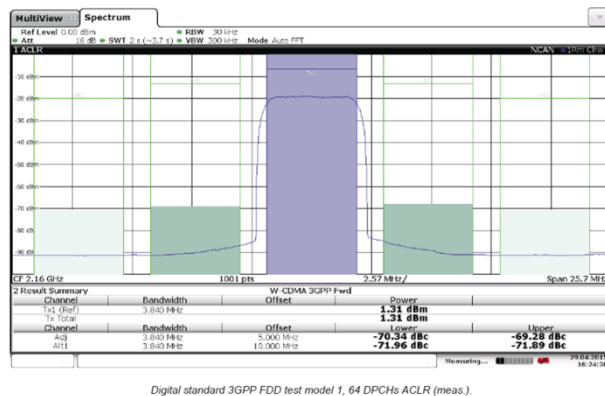 MultiView Spectrum
Ref Level 0.00 dBm RBW 30 kHz
Att 16 dB SWT 2 s (~3.7 s) VBW 300 kHz Mode Auto FFT
1 ACLR NCAN 1Rm Clrw
-10 dBm
-20 dBm
-30 dBm
-40 dBm
-50 dBm
-60 dBm
-70 dBm
-80 dBm
-90 dBm
CF 2.16 GHz 1001 pts 2.57 MHz/ Span 25.7 MHz
2 Result Summary W-CDMA 3GPP Fwd
Channel Bandwidth Offset Power
Tx1 (Ref) 3.840 MHz 1.31 dBm
Tx Total 1.31 dBm
Channel Bandwidth Offset Lower Upper
Adj 3.840 MHz 5.000 MHz -70.34 dBc -69.28 dBc
Alt1 3.840 MHz 10.000 MHz -71.96 dBc -71.89 dBc
Measuring...
16:24:36
Digital standard 3GPP FDD test model 1, 64 DPCHs ACLR (meas.).